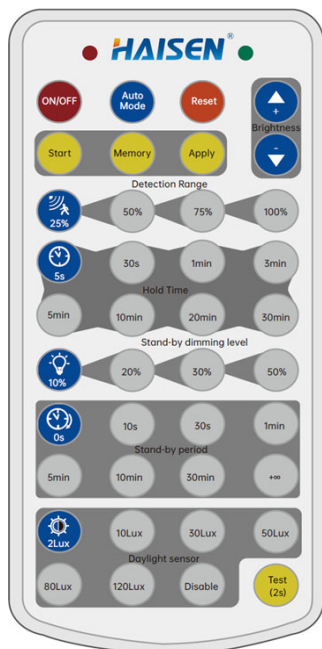 HAISEN®
ON/OFF
Auto
Mode
Reset
+
Brightness
-
Start
Memory
Apply
Detection Range
25%
50%
75%
100%
5s
30s
1min
3min
Hold Time
5min
10min
20min
30min
Stand-by dimming level
10%
20%
30%
50%
0s
10s
30s
1min
Stand-by period
5min
10min
30min
+∞
2Lux
10Lux
30Lux
50Lux
Daylight sensor
80Lux
120Lux
Disable
Test
(2s)